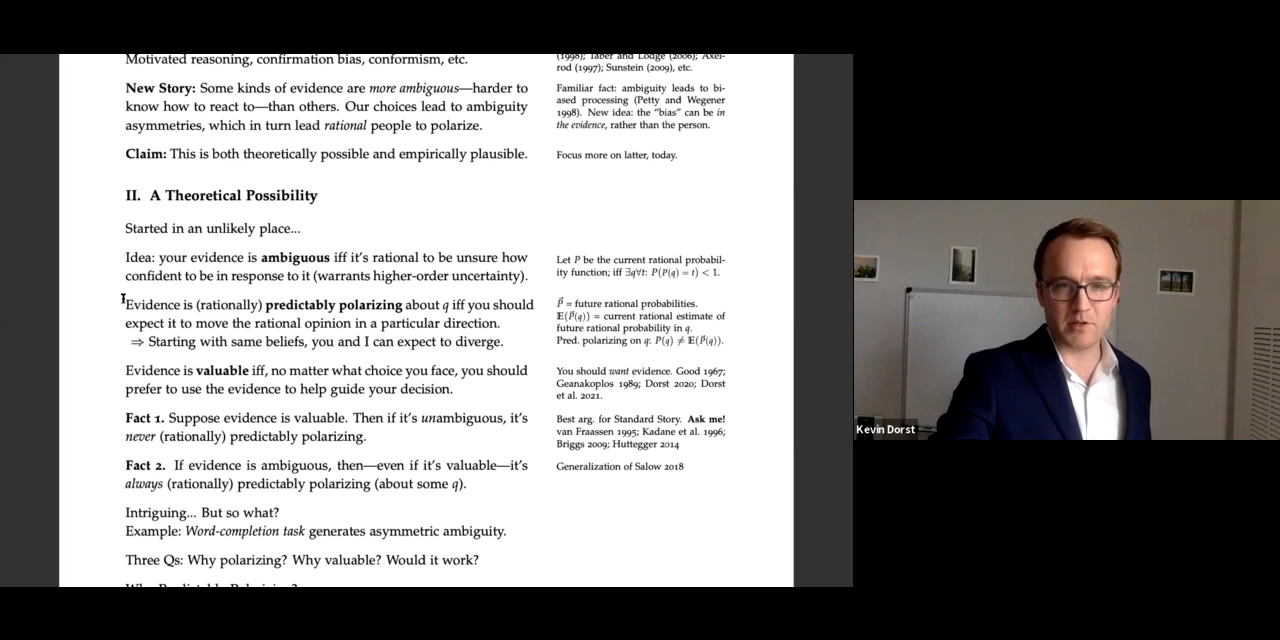 Motivated reasoning, confirmation bias, conformism, etc.
(1998); Taber and Lodge (2006); Axel-
rod (1997); Sunstein (2009), etc.
New Story: Some kinds of evidence are more ambiguous—harder to
know how to react to—than others. Our choices lead to ambiguity
asymmetries, which in turn lead rational people to polarize.
Familiar fact: ambiguity leads to bi-
ased processing (Petty and Wegener
1998). New idea: the “bias” can be in
the evidence, rather than the person.
Claim: This is both theoretically possible and empirically plausible.
Focus more on latter, today.
II. A Theoretical Possibility
Started in an unlikely place...
Idea: your evidence is ambiguous iff it’s rational to be unsure how
confident to be in response to it (warrants higher-order uncertainty).
Let P be the current rational probabil-
ity function; iff ∃q∀t: P(P(q) = t) < 1.
Evidence is (rationally) predictably polarizing about q iff you should
expect it to move the rational opinion in a particular direction.
⇒ Starting with same beliefs, you and I can expect to diverge.
P⃗ = future rational probabilities.
𝔼(P⃗(q)) = current rational estimate of
future rational probability in q.
Pred. polarizing on q: P(q) ≠ 𝔼(P⃗(q)).
Evidence is valuable iff, no matter what choice you face, you should
prefer to use the evidence to help guide your decision.
You should want evidence. Good 1967;
Geanakoplos 1989; Dorst 2020; Dorst
et al. 2021.
Fact 1. Suppose evidence is valuable. Then if it’s unambiguous, it’s
never (rationally) predictably polarizing.
Best arg. for Standard Story. Ask me!
van Fraassen 1995; Kadane et al. 1996;
Briggs 2009; Huttegger 2014
Fact 2. If evidence is ambiguous, then—even if it’s valuable—it’s
always (rationally) predictably polarizing (about some q).
Generalization of Salow 2018
Intriguing... But so what?
Example: Word-completion task generates asymmetric ambiguity.
Three Qs: Why polarizing? Why valuable? Would it work?
Kevin Dorst